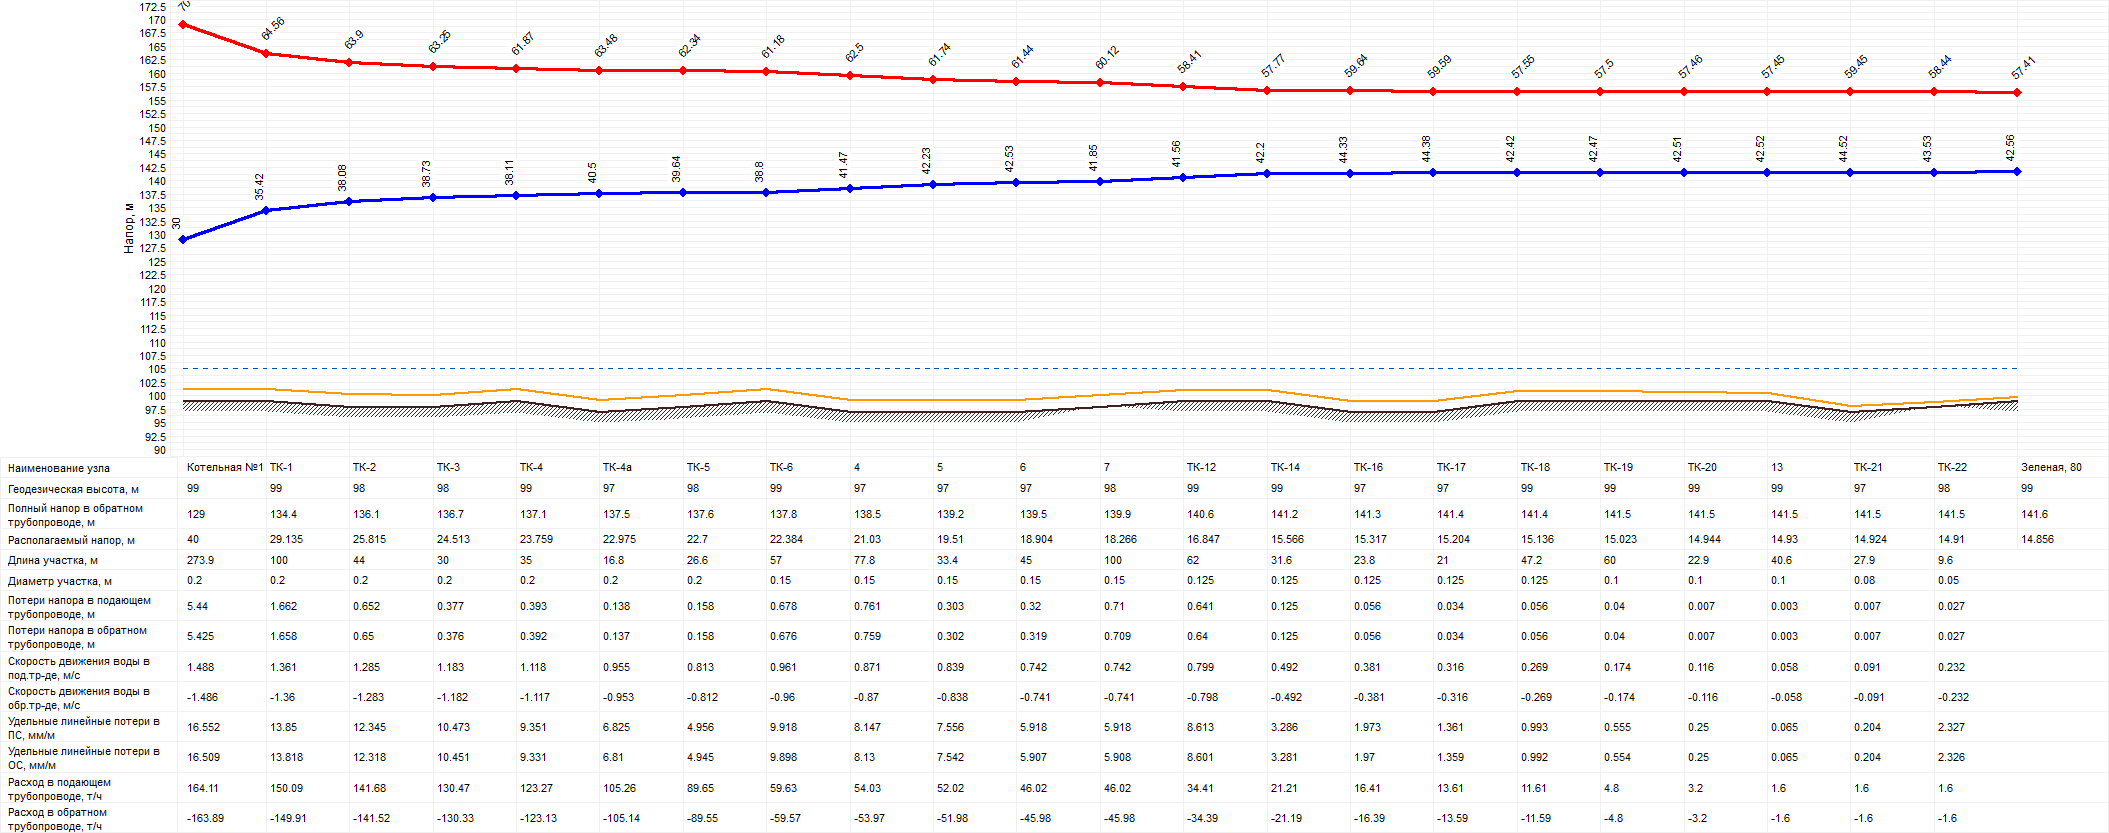 172.5
170
167.5
165
162.5
160
157.5
155
152.5
150
147.5
145
142.5
140
137.5
135
132.5
130
127.5
125
122.5
120
117.5
115
112.5
110
107.5
105
102.5
100
97.5
95
92.5
90
Напор, м
70 64.56 63.9 63.25 61.87 63.48 62.34 61.18 62.5 61.74 61.44 60.12 58.41 57.77 59.64 59.59 57.55 57.5 57.46 57.45 59.45 58.44 57.41
30 35.42 38.08 38.73 38.11 40.5 39.64 38.8 41.47 42.23 42.53 41.85 41.56 42.2 44.33 44.38 42.42 42.47 42.51 42.52 44.52 43.53 42.56
Наименование узла Котельная №1 ТК-1 ТК-2 ТК-3 ТК-4 ТК-4а ТК-5 ТК-6 4 5 6 7 ТК-12 ТК-14 ТК-16 ТК-17 ТК-18 ТК-19 ТК-20 13 ТК-21 ТК-22 Зеленая, 80
Геодезическая высота, м 99 99 98 98 99 97 98 99 97 97 97 98 99 99 97 97 99 99 99 99 97 98 99
Полный напор в обратном
трубопроводе, м 129 134.4 136.1 136.7 137.1 137.5 137.6 137.8 138.5 139.2 139.5 139.9 140.6 141.2 141.3 141.4 141.4 141.5 141.5 141.5 141.5 141.5 141.6
Располагаемый напор, м 40 29.135 25.815 24.513 23.759 22.975 22.7 22.384 21.03 19.51 18.904 18.266 16.847 15.566 15.317 15.204 15.136 15.023 14.944 14.93 14.924 14.91 14.856
Длина участка, м 273.9 100 44 30 35 16.8 26.6 57 77.8 33.4 45 100 62 31.6 23.8 21 47.2 60 22.9 40.6 27.9 9.6
Диаметр участка, м 0.2 0.2 0.2 0.2 0.2 0.2 0.2 0.15 0.15 0.15 0.15 0.15 0.125 0.125 0.125 0.125 0.125 0.1 0.1 0.1 0.08 0.05
Потери напора в подающем
трубопроводе, м 5.44 1.662 0.652 0.377 0.393 0.138 0.158 0.678 0.761 0.303 0.32 0.71 0.641 0.125 0.056 0.034 0.056 0.04 0.007 0.003 0.007 0.027
Потери напора в обратном
трубопроводе, м 5.425 1.658 0.65 0.376 0.392 0.137 0.158 0.676 0.759 0.302 0.319 0.709 0.64 0.125 0.056 0.034 0.056 0.04 0.007 0.003 0.007 0.027
Скорость движения воды в
под.тр-де, м/с 1.488 1.361 1.285 1.183 1.118 0.955 0.813 0.961 0.871 0.839 0.742 0.742 0.799 0.492 0.381 0.316 0.269 0.174 0.116 0.058 0.091 0.232
Скорость движения воды в
обр.тр-де, м/с -1.486 -1.36 -1.283 -1.182 -1.117 -0.953 -0.812 -0.96 -0.87 -0.838 -0.741 -0.741 -0.798 -0.492 -0.381 -0.316 -0.269 -0.174 -0.116 -0.058 -0.091 -0.232
Удельные линейные потери в
ПС, мм/м 16.552 13.85 12.345 10.473 9.351 6.825 4.956 9.918 8.147 7.556 5.918 5.918 8.613 3.286 1.973 1.361 0.993 0.555 0.25 0.065 0.204 2.327
Удельные линейные потери в
ОС, мм/м 16.509 13.818 12.318 10.451 9.331 6.81 4.945 9.898 8.13 7.542 5.907 5.908 8.601 3.281 1.97 1.359 0.992 0.554 0.25 0.065 0.204 2.326
Расход в подающем
трубопроводе, т/ч 164.11 150.09 141.68 130.47 123.27 105.26 89.65 59.63 54.03 52.02 46.02 46.02 34.41 21.21 16.41 13.61 11.61 4.8 3.2 1.6 1.6 1.6
Расход в обратном
трубопроводе, т/ч -163.89 -149.91 -141.52 -130.33 -123.13 -105.14 -89.55 -59.57 -53.97 -51.98 -45.98 -45.98 -34.39 -21.19 -16.39 -13.59 -11.59 -4.8 -3.2 -1.6 -1.6 -1.6